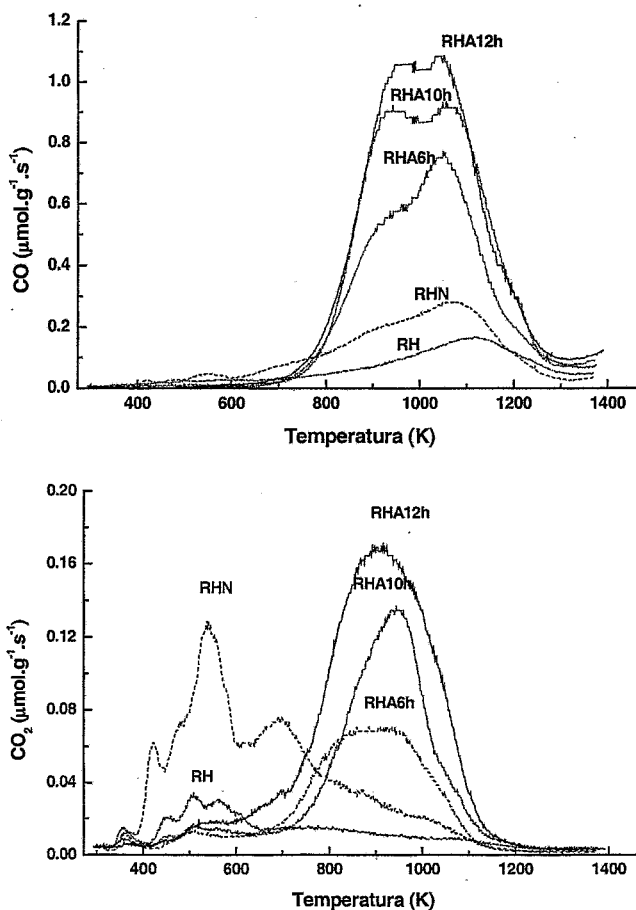 1.2
1.0
0.8
0.6
0.4
0.2
0.0
CO (μmol.g⁻¹.s⁻¹)
RHA12h
RHA10h
RHA6h
RHN
RH
400 600 800 1000 1200 1400
Temperatura (K)
0.20
0.16
0.12
0.08
0.04
0.00
CO₂ (μmol.g⁻¹.s⁻¹)
RHA12h
RHA10h
RHN
RHA6h
RH
400 600 800 1000 1200 1400
Temperatura (K)